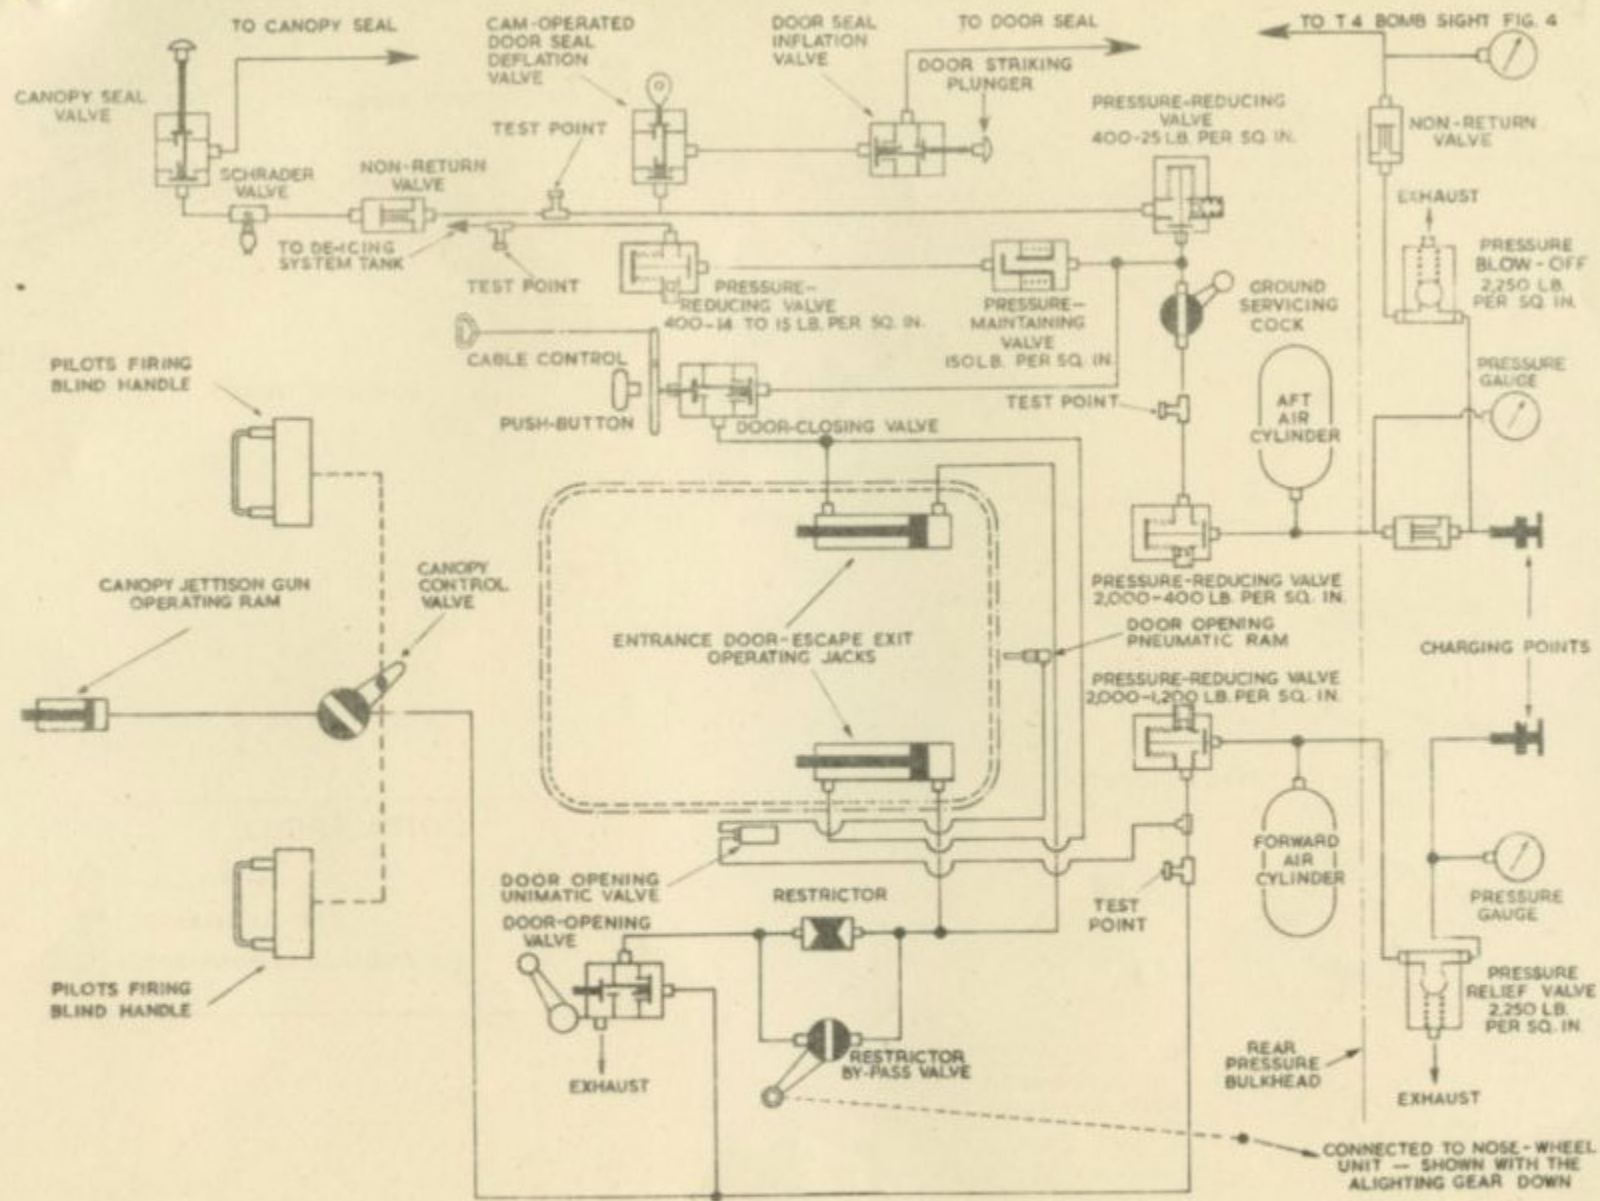 TO CANOPY SEAL
CAM-OPERATED
DOOR SEAL
DEFLATION
VALVE
DOOR SEAL
INFLATION
VALVE
TO DOOR SEAL
TO T 4 BOMB SIGHT FIG. 4
DOOR STRIKING
PLUNGER
CANOPY SEAL
VALVE
TEST POINT
PRESSURE-REDUCING
VALVE
400-25 LB. PER SQ. IN.
NON-RETURN
VALVE
SCHRADER
VALVE
NON-RETURN
VALVE
EXHAUST
TO DE-ICING
SYSTEM TANK
TEST POINT
PRESSURE-
REDUCING VALVE
400-14 TO 15 LB. PER SQ. IN.
PRESSURE-
MAINTAINING
VALVE
150 LB. PER SQ. IN.
GROUND
SERVICING
COCK
PRESSURE
BLOW-OFF
2,250 LB.
PER SQ. IN.
PILOTS FIRING
BLIND HANDLE
CABLE CONTROL
PUSH-BUTTON
DOOR-CLOSING VALVE
TEST POINT
AFT
AIR
CYLINDER
PRESSURE
GAUGE
CANOPY JETTISON GUN
OPERATING RAM
CANOPY
CONTROL
VALVE
ENTRANCE DOOR-ESCAPE EXIT
OPERATING JACKS
PRESSURE-REDUCING VALVE
2,000-400 LB. PER SQ. IN.
DOOR OPENING
PNEUMATIC RAM
CHARGING POINTS
PRESSURE-REDUCING VALVE
2,000-1,200 LB. PER SQ. IN.
DOOR OPENING
UNIMATIC VALVE
RESTRICTOR
TEST
POINT
FORWARD
AIR
CYLINDER
PRESSURE
GAUGE
DOOR-OPENING
VALVE
PILOTS FIRING
BLIND HANDLE
EXHAUST
RESTRICTOR
BY-PASS VALVE
REAR
PRESSURE
BULKHEAD
PRESSURE
RELIEF VALVE
2,250 LB.
PER SQ. IN.
EXHAUST
CONNECTED TO NOSE-WHEEL
UNIT — SHOWN WITH THE
ALIGHTING GEAR DOWN